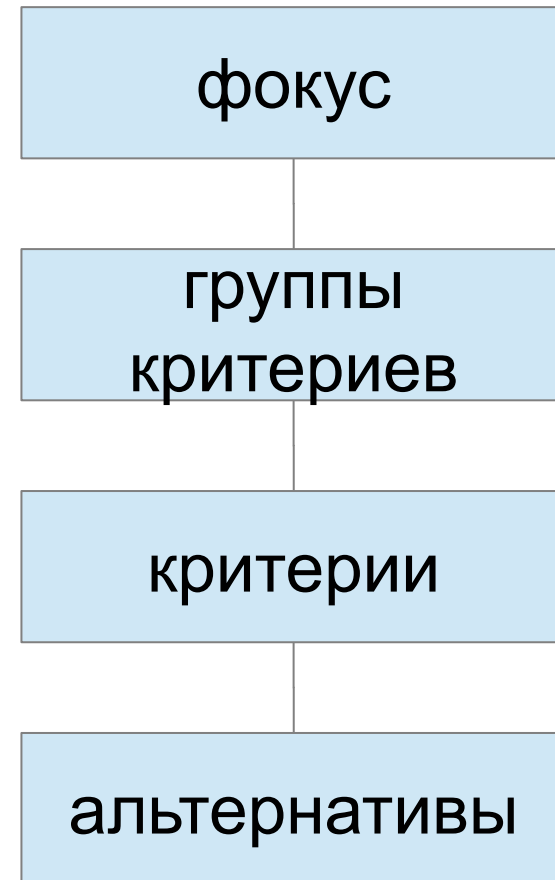 фокус
группы
критериев
критерии
альтернативы